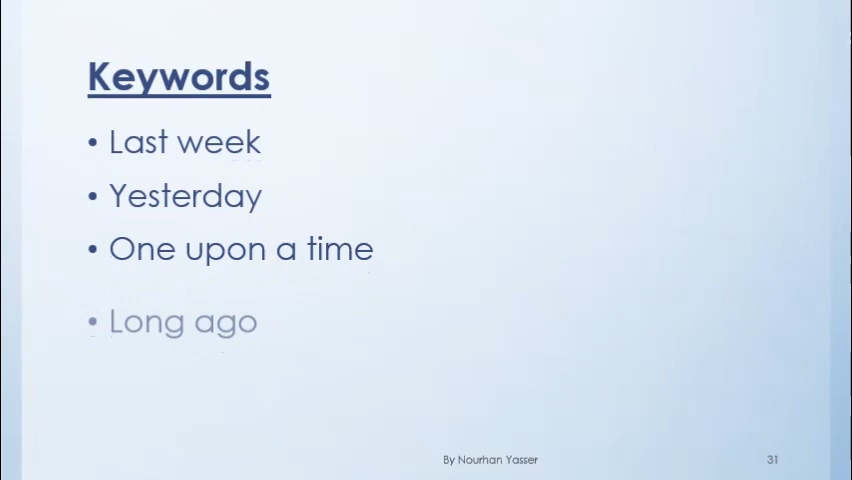 Keywords
• Last week
• Yesterday
• One upon a time
• Long ago
By Nourhan Yasser
31